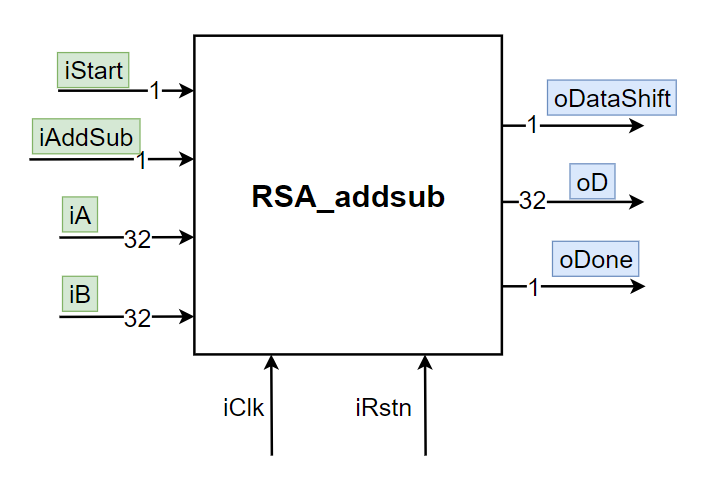 iStart
1
iAddSub
1
iA
32
iB
32
RSA_addsub
oDataShift
1
oD
32
oDone
1
iClk
iRstn